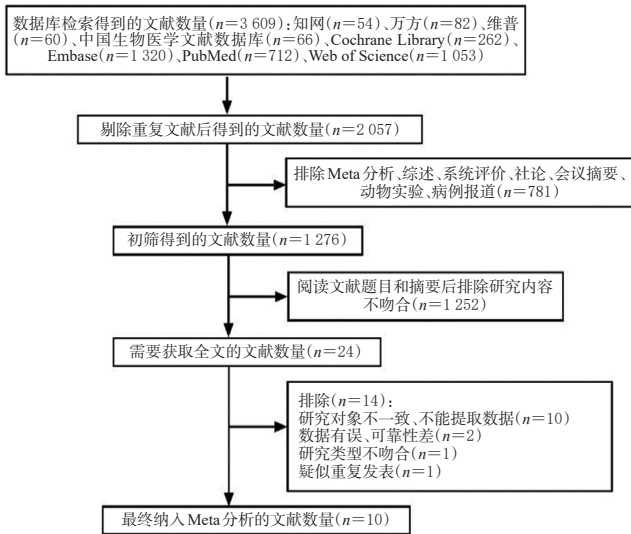 数据库检索得到的文献数量(n=3 609):知网(n=54)、万方(n=82)、维普
(n=60)、中国生物医学文献数据库(n=66)、Cochrane Library(n=262)、
Embase(n=1 320)、PubMed(n=712)、Web of Science(n=1 053)
剔除重复文献后得到的文献数量(n=2 057)
排除Meta分析、综述、系统评价、社论、会议摘要、
动物实验、病例报道(n=781)
初筛得到的文献数量(n=1 276)
阅读文献题目和摘要后排除研究内容
不吻合(n=1 252)
需要获取全文的文献数量(n=24)
排除(n=14):
研究对象不一致、不能提取数据(n=10)
数据有误、可靠性差(n=2)
研究类型不吻合(n=1)
疑似重复发表(n=1)
最终纳入Meta分析的文献数量(n=10)